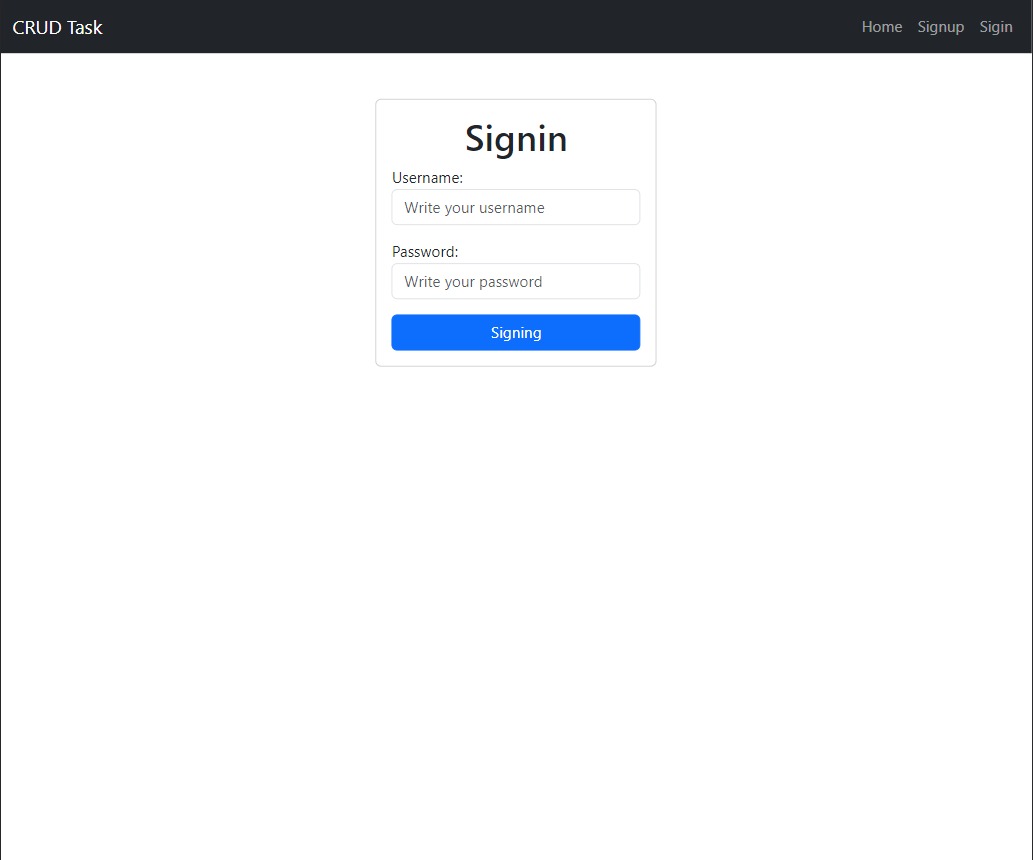 CRUD Task
Home Signup Sigin
Signin
Username:
Write your username
Password:
Write your password
Signing